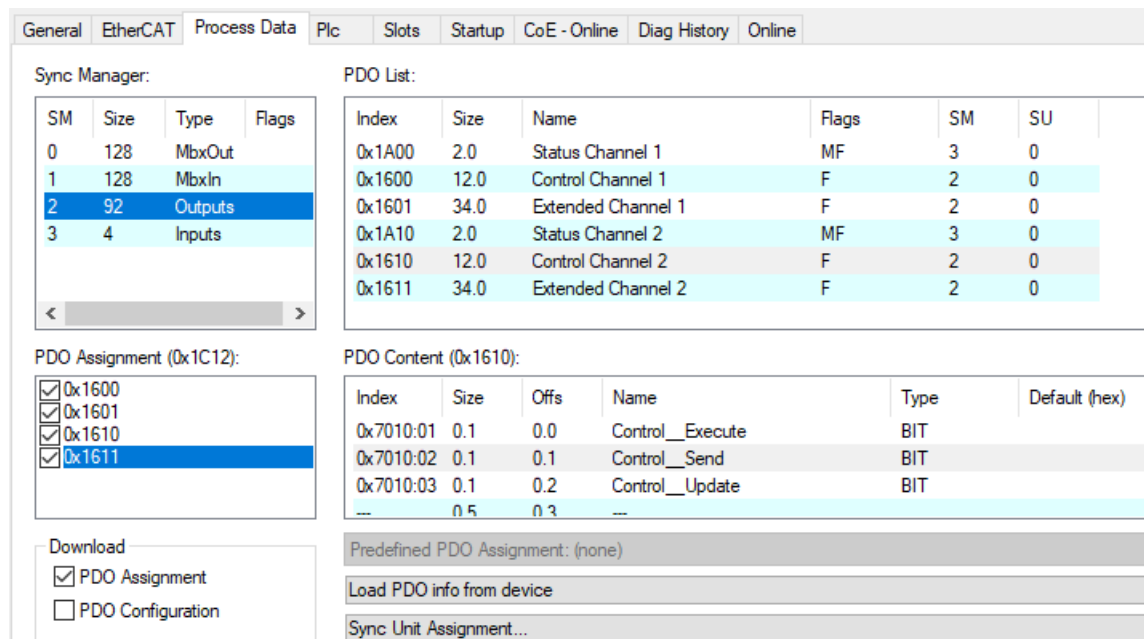 General EtherCAT Process Data Plc Slots Startup CoE - Online Diag History Online
Sync Manager:
SM Size Type Flags
0 128 MbxOut
1 128 MbxIn
2 92 Outputs
3 4 Inputs
PDO List:
Index Size Name Flags SM SU
0x1A00 2.0 Status Channel 1 MF 3 0
0x1600 12.0 Control Channel 1 F 2 0
0x1601 34.0 Extended Channel 1 F 2 0
0x1A10 2.0 Status Channel 2 MF 3 0
0x1610 12.0 Control Channel 2 F 2 0
0x1611 34.0 Extended Channel 2 F 2 0
PDO Assignment (0x1C12):
0x1600
0x1601
0x1610
0x1611
PDO Content (0x1610):
Index Size Offs Name Type Default (hex)
0x7010:01 0.1 0.0 Control__Execute BIT
0x7010:02 0.1 0.1 Control__Send BIT
0x7010:03 0.1 0.2 Control__Update BIT
--- 0.5 0.3 ---
Download
PDO Assignment
PDO Configuration
Predefined PDO Assignment: (none)
Load PDO info from device
Sync Unit Assignment...